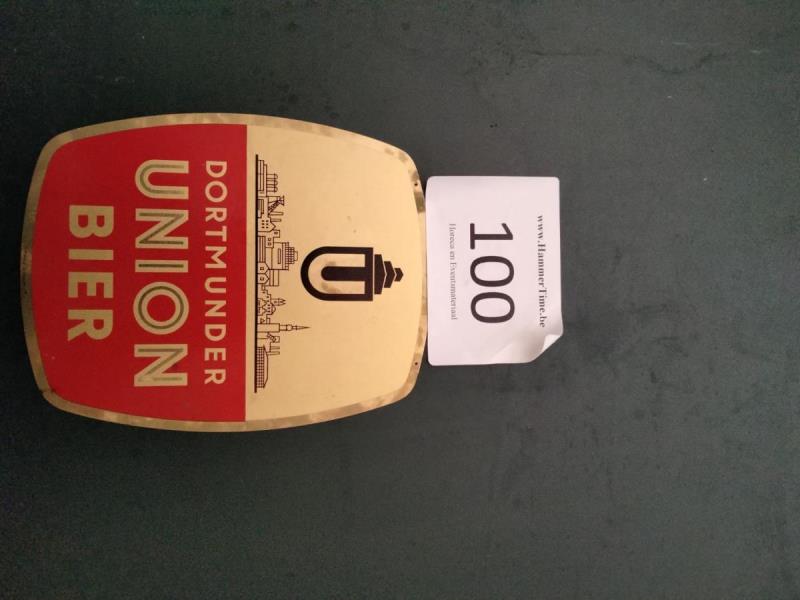 www.HammerTime.be
100
Horeca en Eventmateriaal
U
DORTMUNDER
UNION
BIER